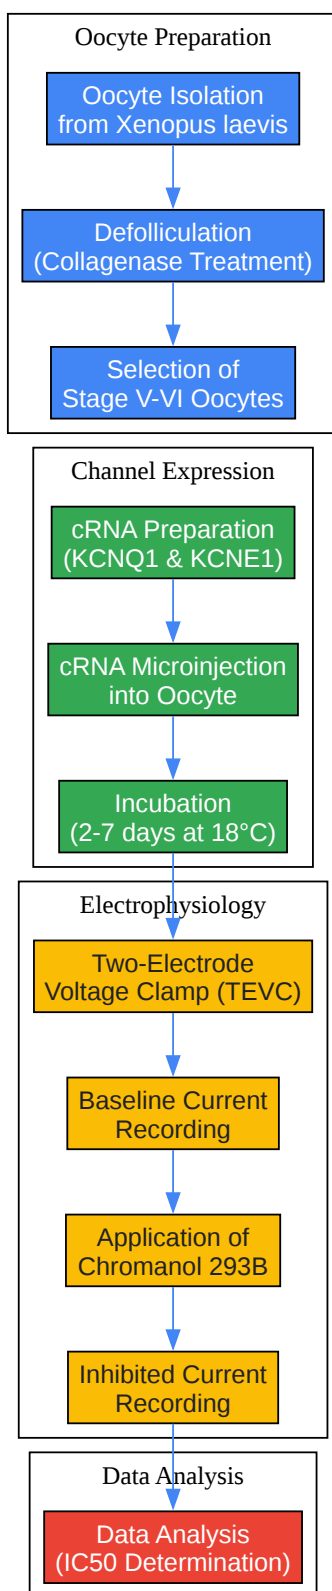 Oocyte Preparation
Oocyte Isolation
from Xenopus laevis
Defolliculation
(Collagenase Treatment)
Selection of
Stage V-VI Oocytes
Channel Expression
cRNA Preparation
(KCNQ1 & KCNE1)
cRNA Microinjection
into Oocyte
Incubation
(2-7 days at 18°C)
Electrophysiology
Two-Electrode
Voltage Clamp (TEVC)
Baseline Current
Recording
Application of
Chromanol 293B
Inhibited Current
Recording
Data Analysis
Data Analysis
(IC50 Determination)